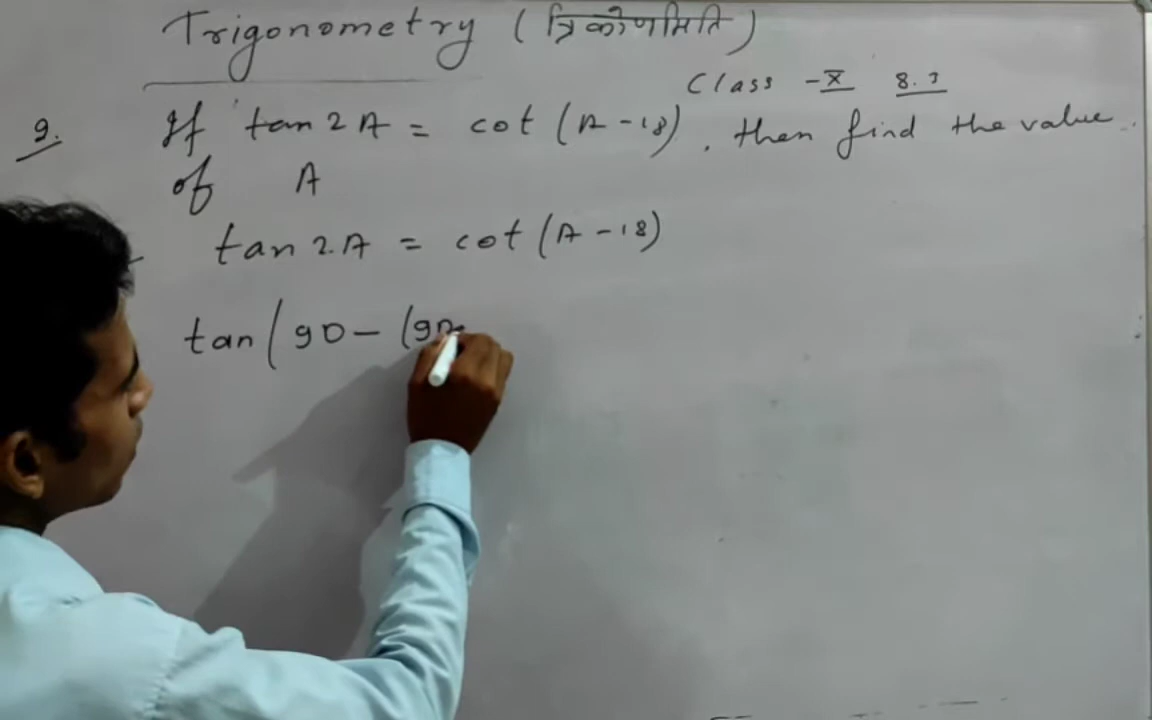 Trigonometry (त्रिकोणमिति)
Class - X 8.3
9. If tan 2A = cot (A - 18), then find the value
of A
tan 2A = cot (A - 18)
tan (90 - (90